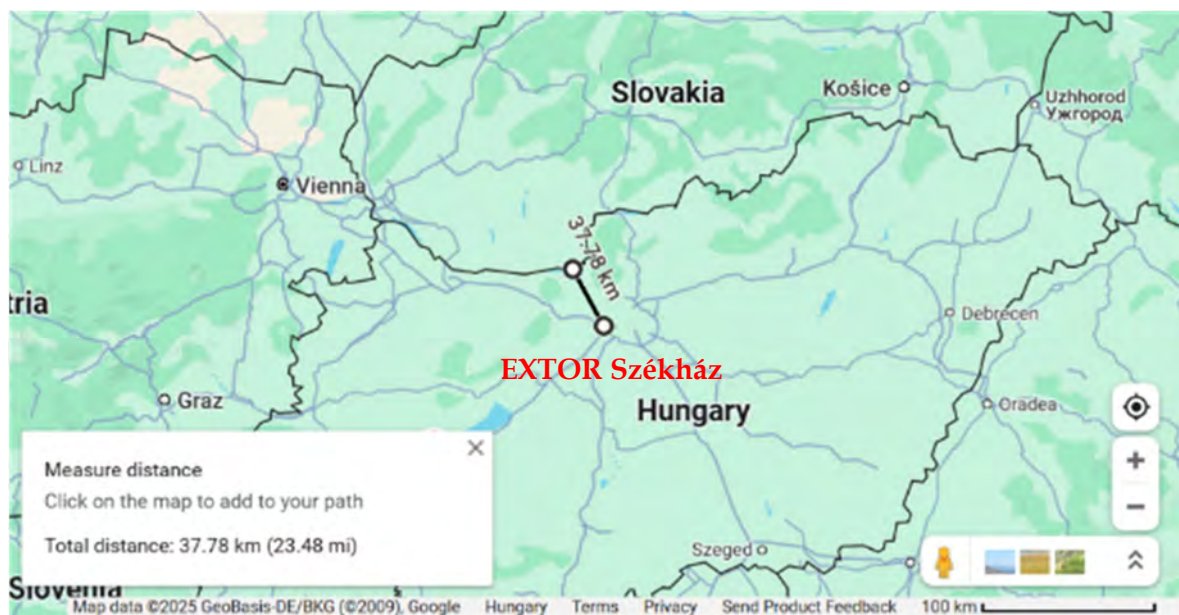 Slovakia
Košice
Uzhhorod
Ужгород
Linz
Vienna
37.78 km
tria
Debrecen
EXTOR Székház
Graz
Hungary
Oradea
Measure distance
Click on the map to add to your path
Total distance: 37.78 km (23.48 mi)
Szeged
Slovenia
Map data ©2025 GeoBasis-DE/BKG (©2009), Google Hungary Terms Privacy Send Product Feedback 100 km